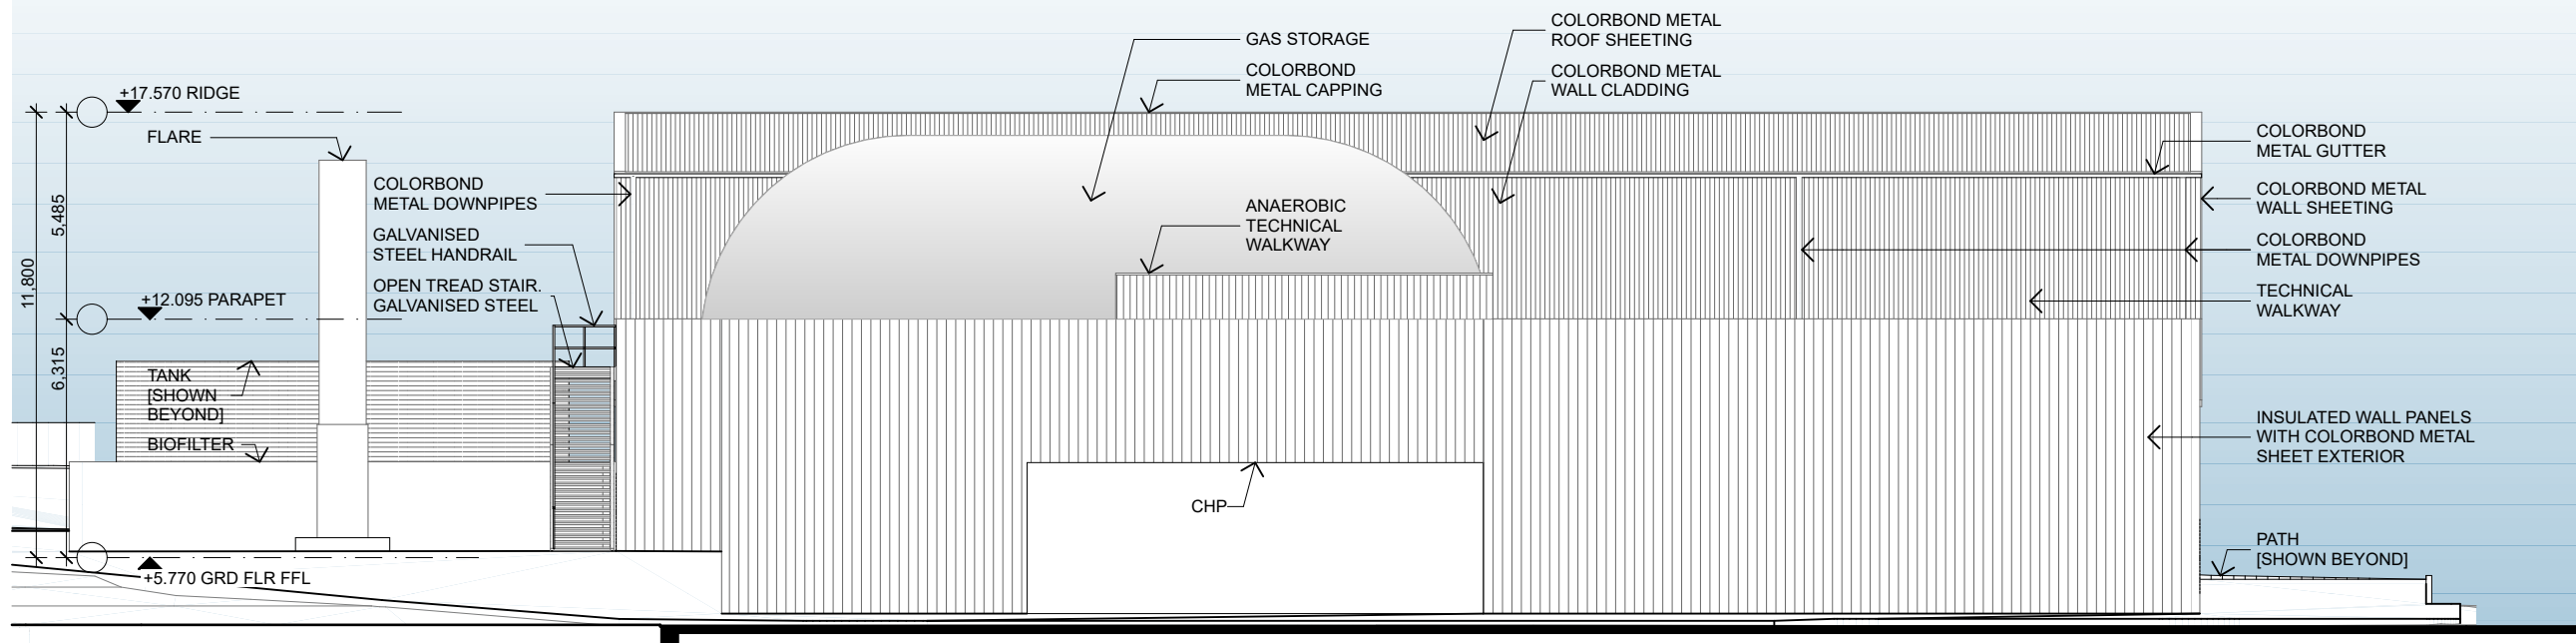 GAS STORAGE
COLORBOND
METAL CAPPING
COLORBOND METAL
ROOF SHEETING
COLORBOND METAL
WALL CLADDING
+17.570 RIDGE
FLARE
COLORBOND
METAL DOWNPIPES
GALVANISED
STEEL HANDRAIL
OPEN TREAD STAIR.
GALVANISED STEEL
ANAEROBIC
TECHNICAL
WALKWAY
COLORBOND
METAL GUTTER
COLORBOND METAL
WALL SHEETING
COLORBOND
METAL DOWNPIPES
TECHNICAL
WALKWAY
5,485
11,800
+12.095 PARAPET
6,315
TANK
[SHOWN
BEYOND]
BIOFILTER
INSULATED WALL PANELS
WITH COLORBOND METAL
SHEET EXTERIOR
CHP
PATH
[SHOWN BEYOND]
+5.770 GRD FLR FFL